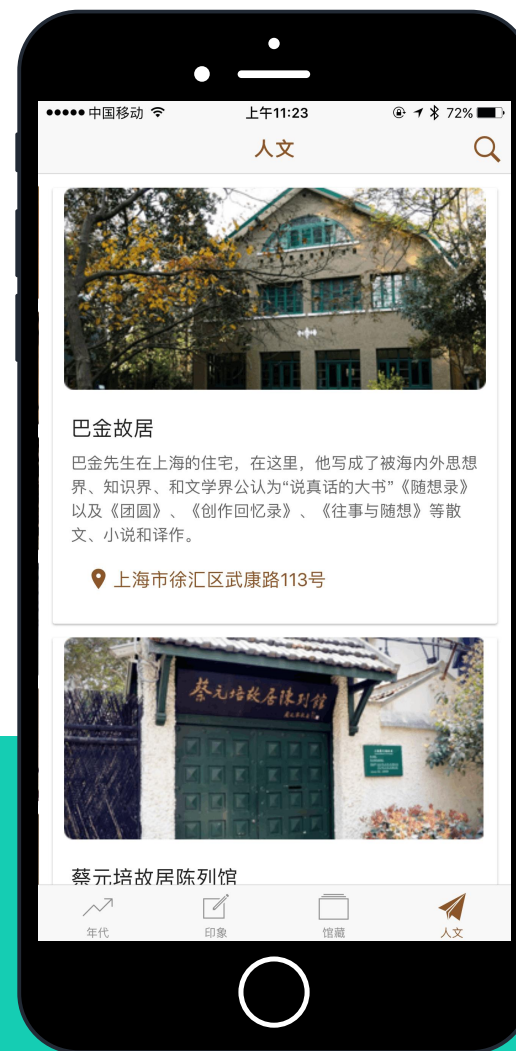 中国移动
上午11:23
72%
人文
巴金故居
巴金先生在上海的住宅，在这里，他写成了被海内外思想
界、知识界、和文学界公认为“说真话的大书”《随想录》
以及《团圆》、《创作回忆录》、《往事与随想》等散
文、小说和译作。
上海市徐汇区武康路113号
蔡元培故居陳列館
蔡元培故居陈列馆
年代
印象
馆藏
人文